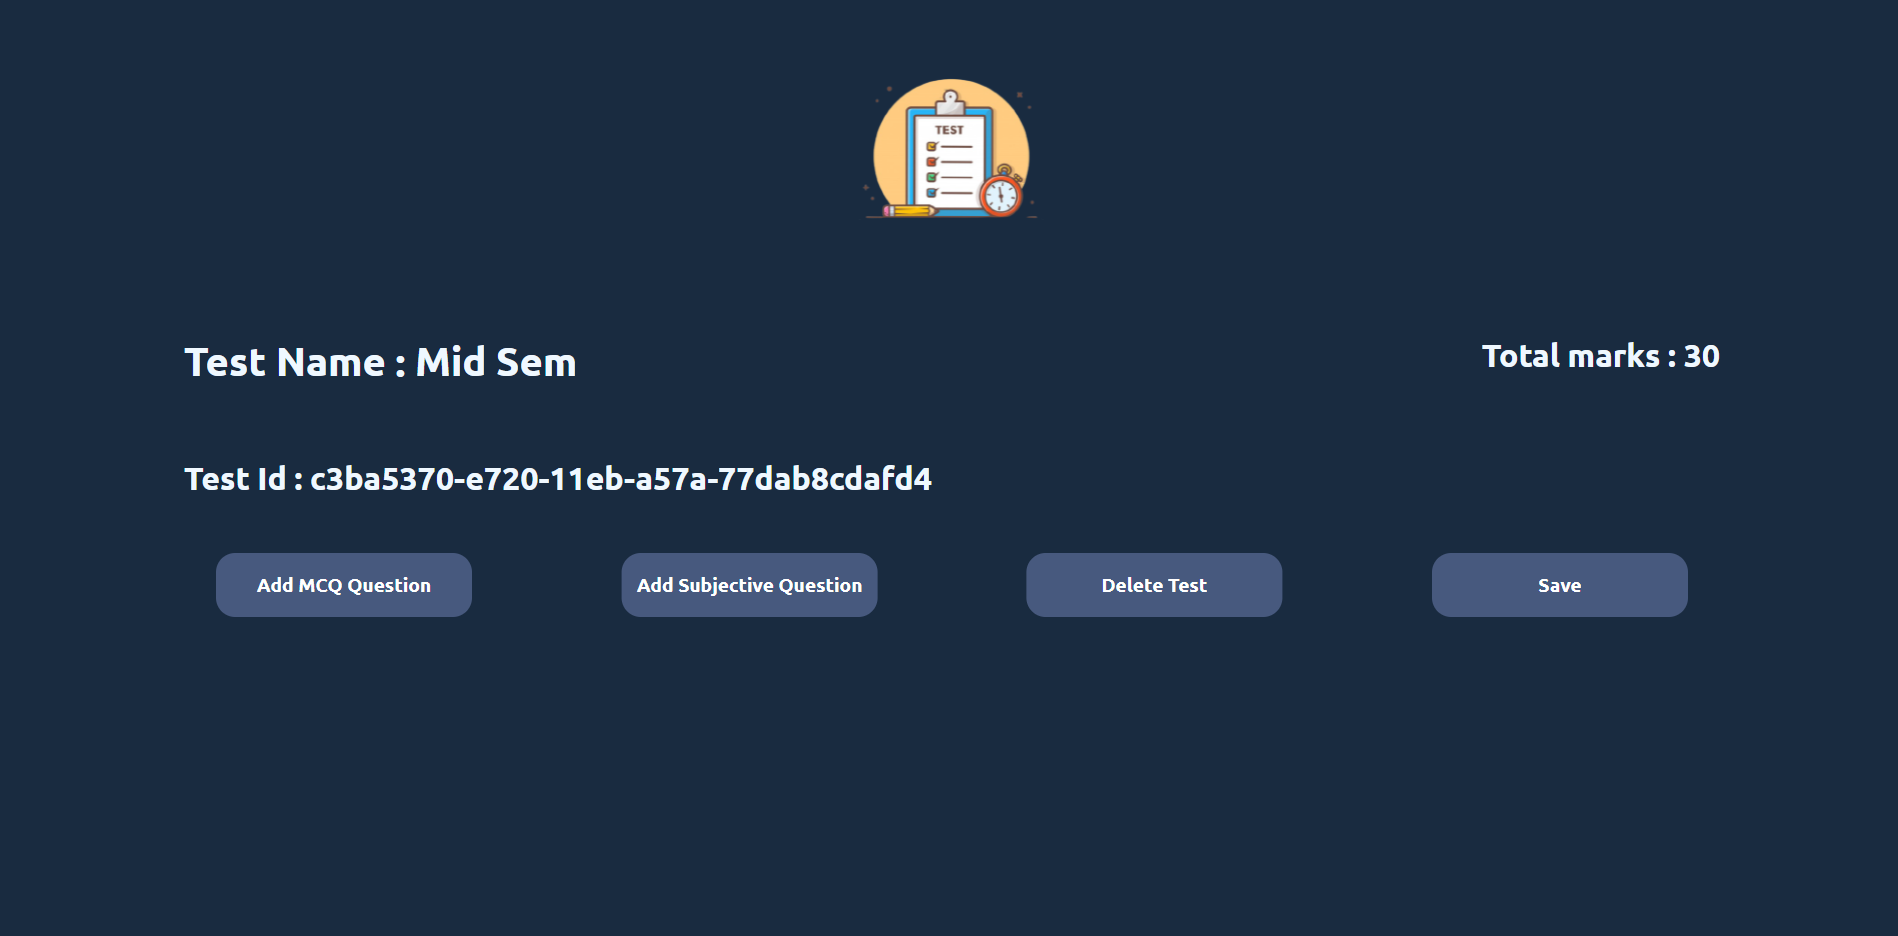 TEST
Test Name : Mid Sem
Total marks : 30
Test Id : c3ba5370-e720-11eb-a57a-77dab8cdafd4
Add MCQ Question
Add Subjective Question
Delete Test
Save